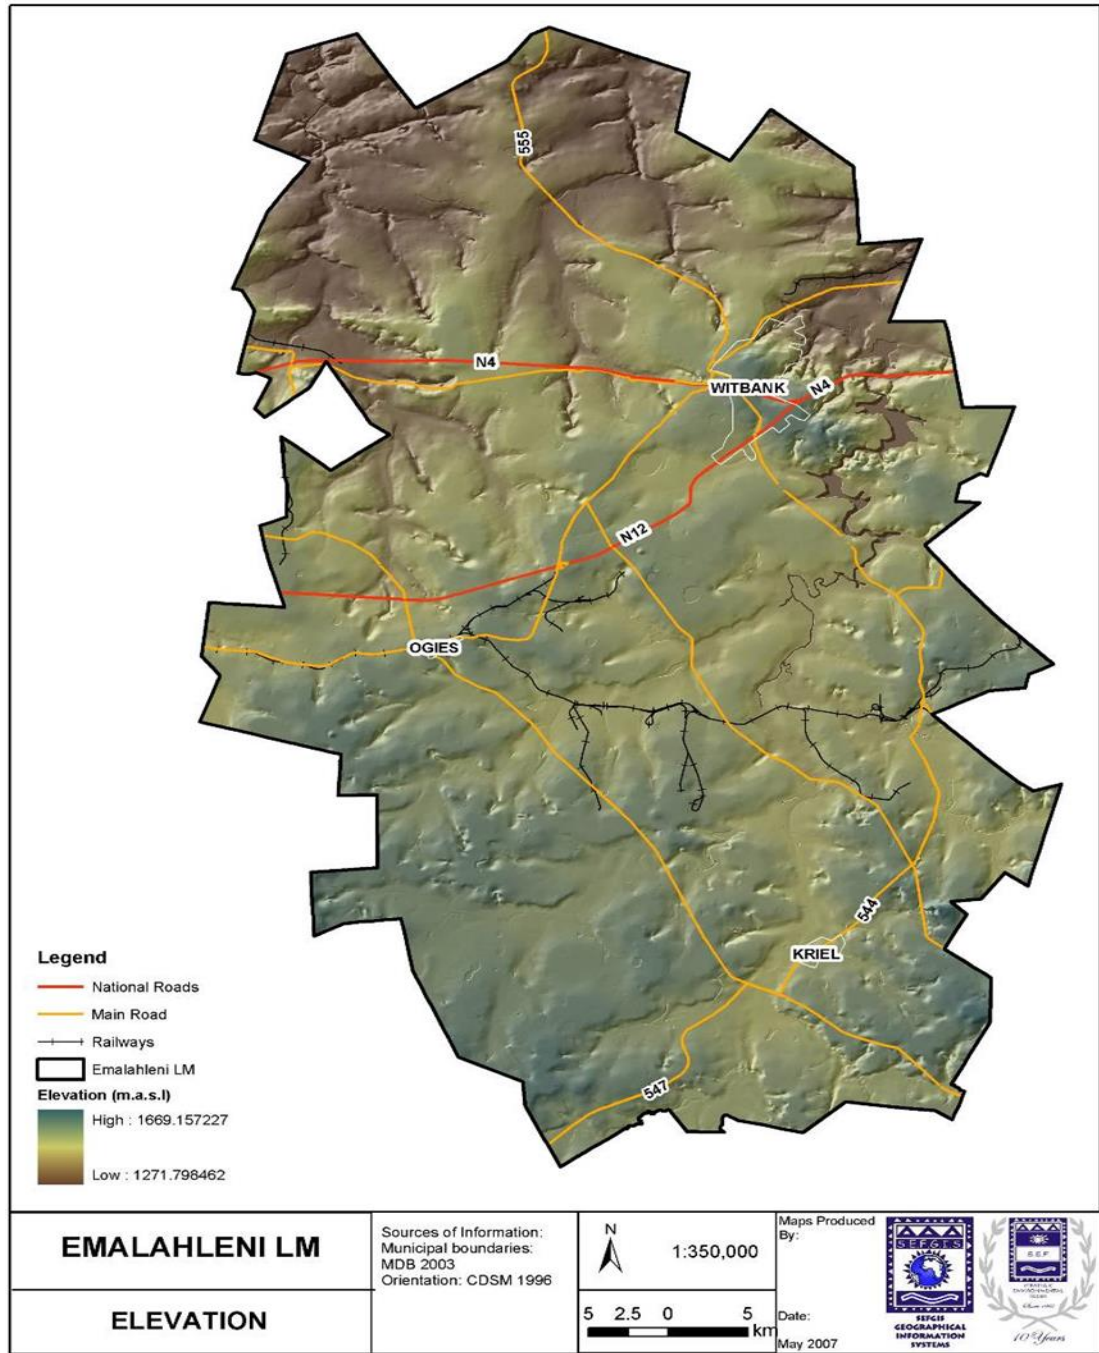 555
N4
WITBANK
N4
N12
OGIES
544
KRIEL
547
Legend
National Roads
Main Road
Railways
Emalahleni LM
Elevation (m.a.s.l)
High : 1669.157227
Low : 1271.798462
EMALAHLENI LM
ELEVATION
Sources of Information:
Municipal boundaries:
MDB 2003
Orientation: CDSM 1996
N
1:350,000
5 2.5 0 5
km
Maps Produced
By:
Date:
May 2007
SEFGIS
SEFGIS
GEOGRAPHICAL
INFORMATION
SYSTEMS
S.E.F
10 Years